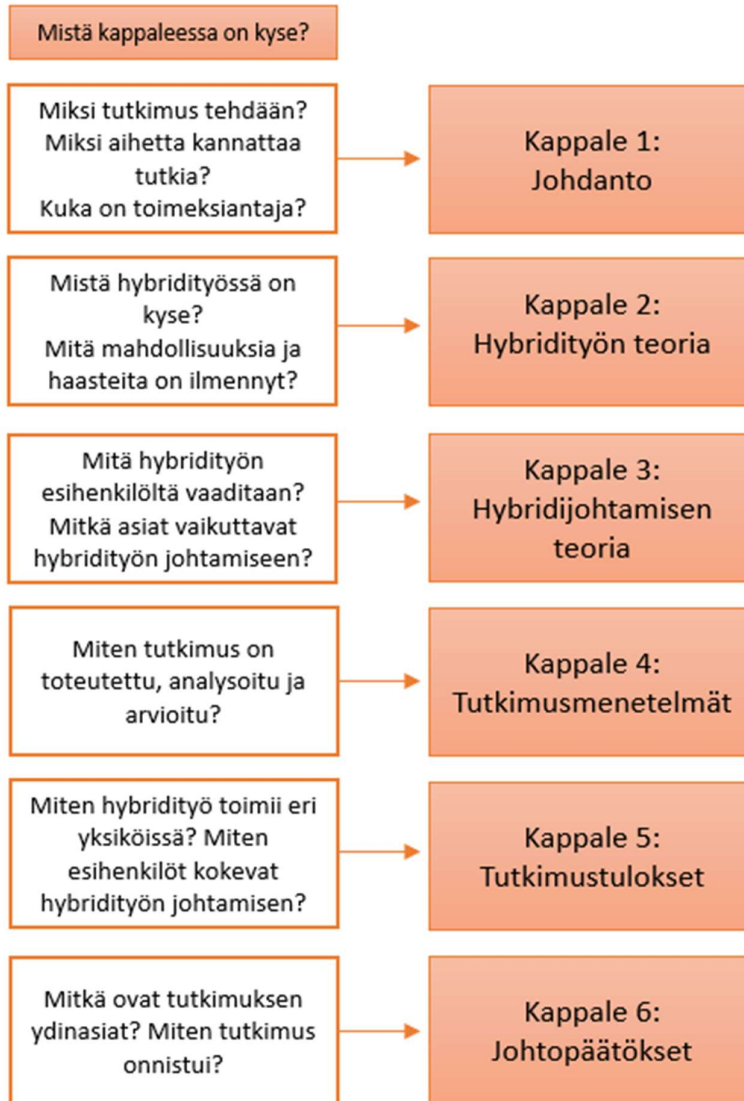 Mistä kappaleessa on kyse?
Miksi tutkimus tehdään?
Miksi aihetta kannattaa
tutkia?
Kuka on toimeksiantaja?
Kappale 1:
Johdanto
Mistä hybridityössä on
kyse?
Mitä mahdollisuuksia ja
haasteita on ilmennyt?
Kappale 2:
Hybridityön teoria
Mitä hybridityön
esihenkilöltä vaaditaan?
Mitkä asiat vaikuttavat
hybridityön johtamiseen?
Kappale 3:
Hybridijohtamisen
teoria
Miten tutkimus on
toteutettu, analysoitu ja
arvioitu?
Kappale 4:
Tutkimusmenetelmät
Miten hybridityö toimii eri
yksiköissä? Miten
esihenkilöt kokevat
hybridityön johtamisen?
Kappale 5:
Tutkimustulokset
Mitkä ovat tutkimuksen
ydinasiat? Miten tutkimus
onnistui?
Kappale 6:
Johtopäätökset